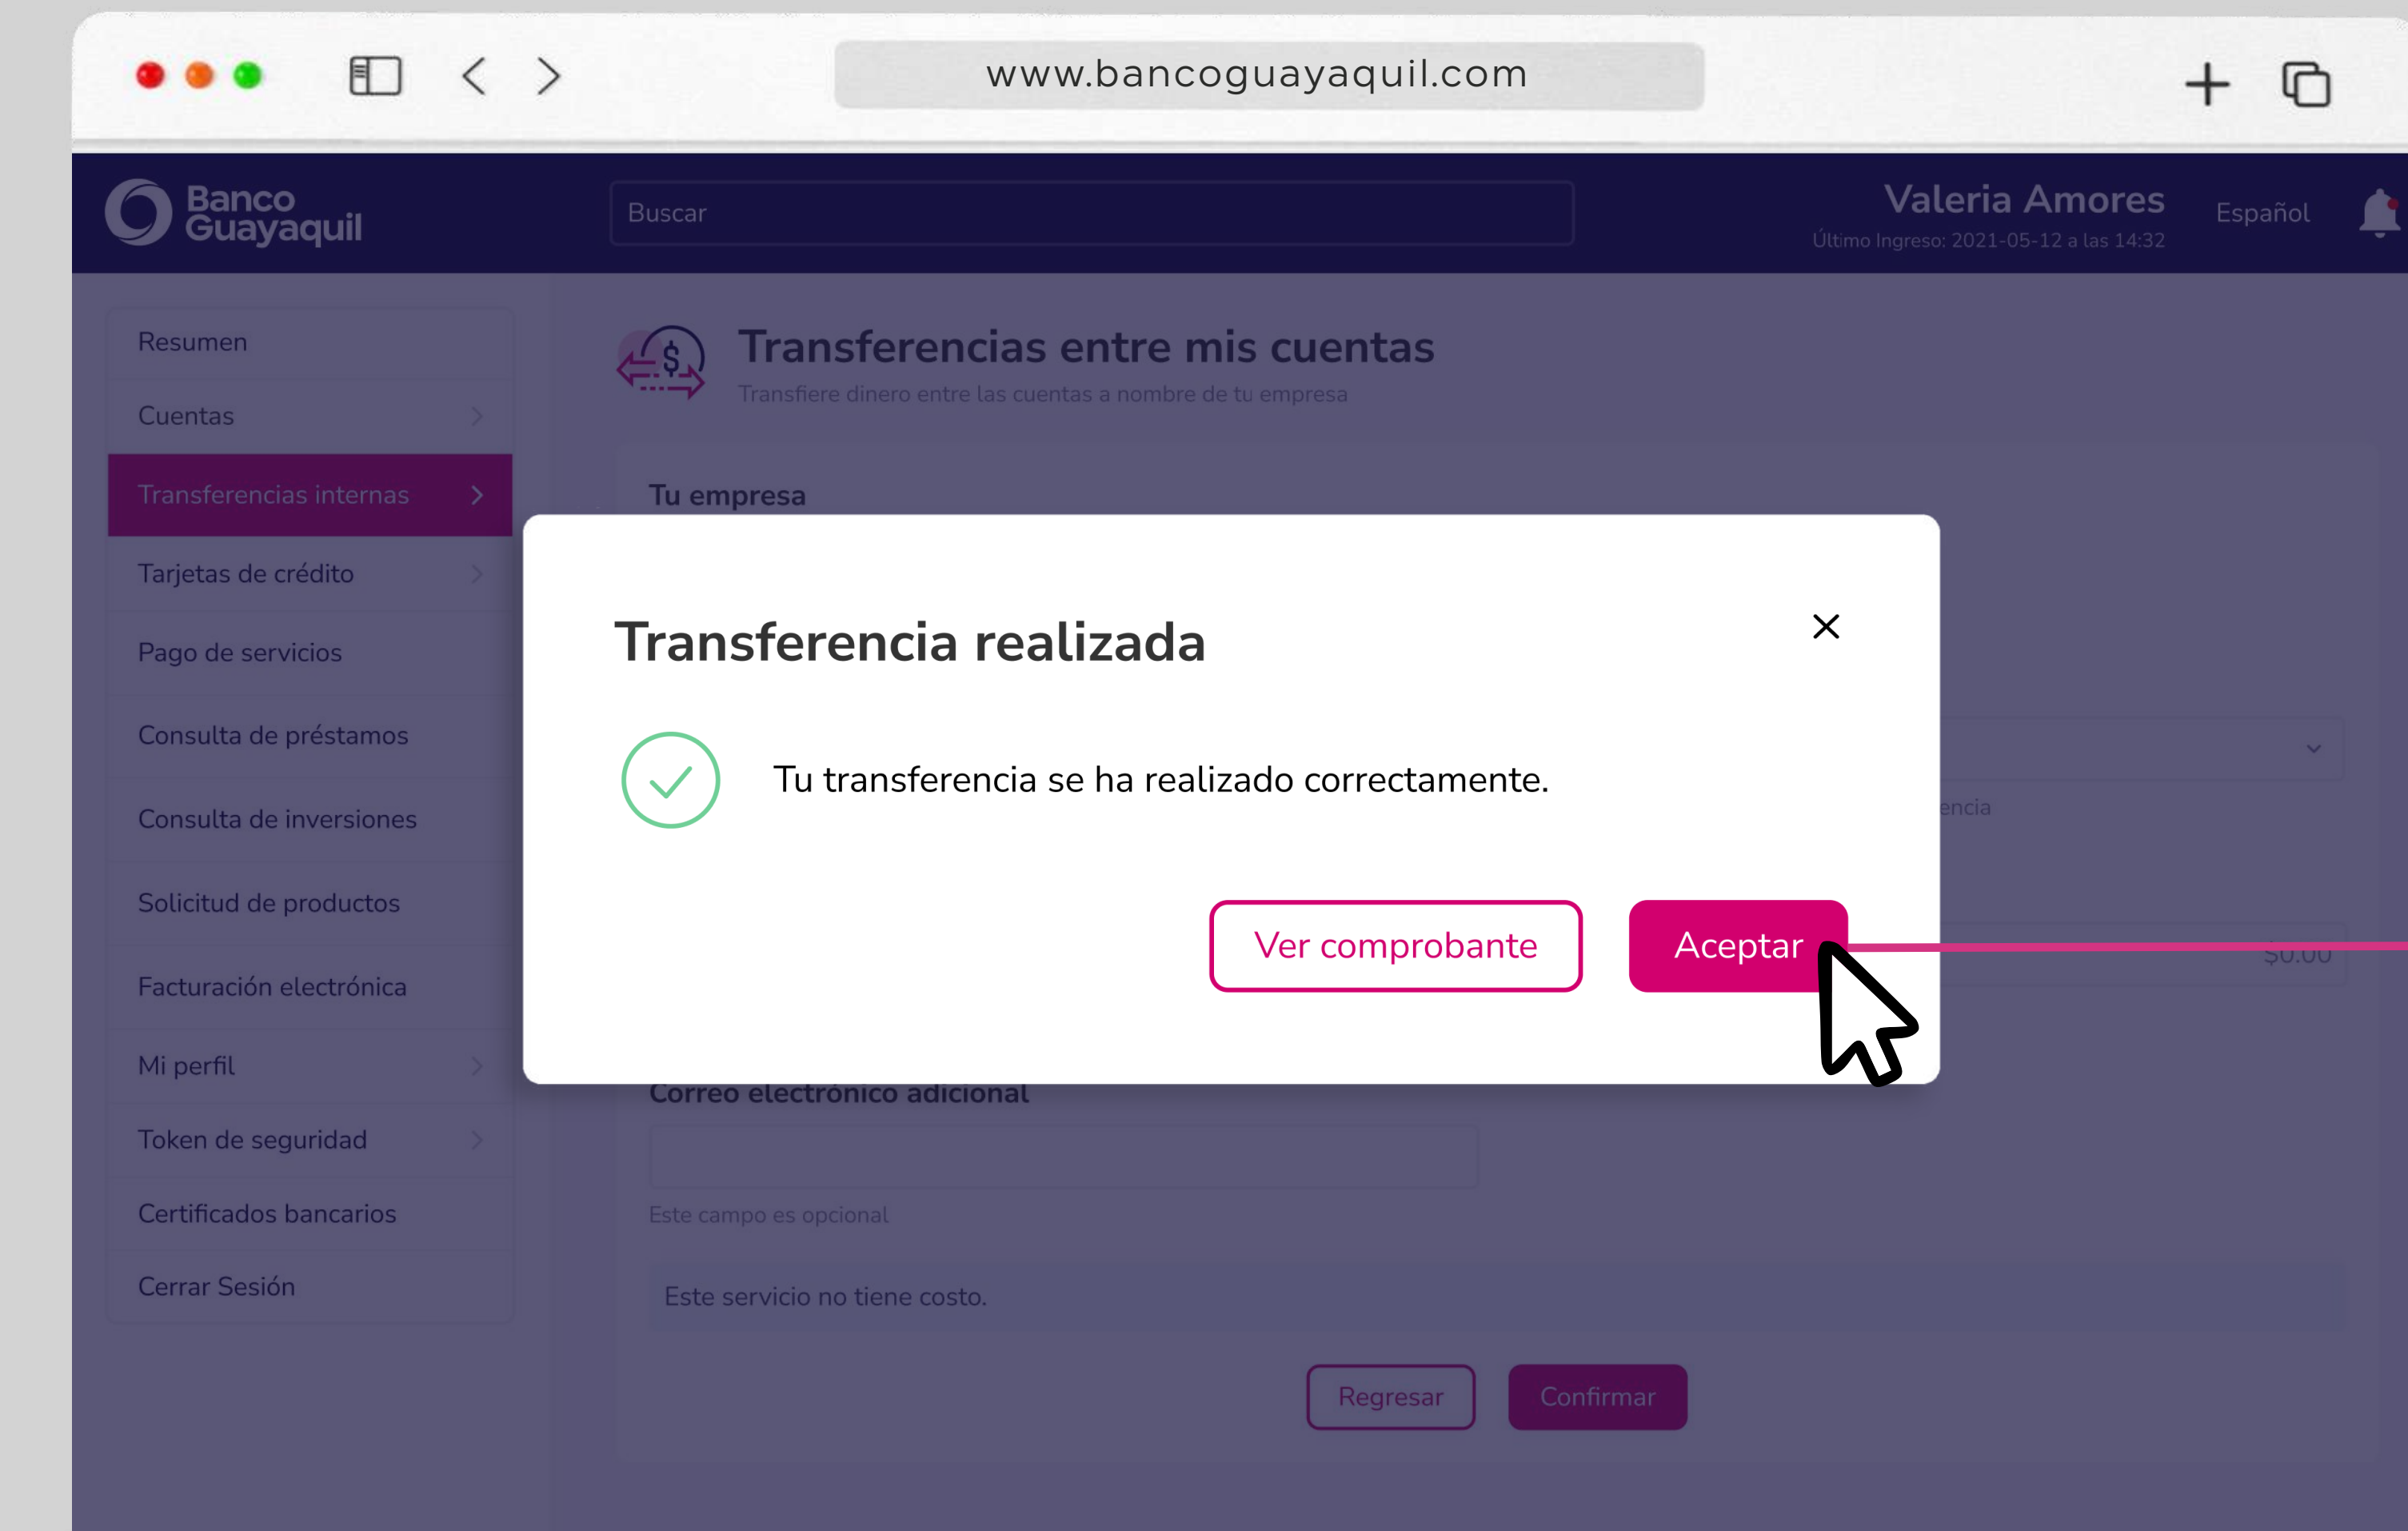 www.bancoguayaquil.com
Banco
Guayaquil
Buscar
Valeria Amores
Último Ingreso: 2021-05-12 a las 14:32
Español
Resumen
Cuentas
Transferencias internas
Tarjetas de crédito
Pago de servicios
Consulta de préstamos
Consulta de inversiones
Solicitud de productos
Facturación electrónica
Mi perfil
Token de seguridad
Certificados bancarios
Cerrar Sesión
Transferencias entre mis cuentas
Transfiere dinero entre las cuentas a nombre de tu empresa
Tu empresa
Transferencia realizada
Tu transferencia se ha realizado correctamente.
Ver comprobante
Aceptar
encia
$0.00
Correo electrónico adicional
Este campo es opcional
Este servicio no tiene costo.
Regresar
Confirmar